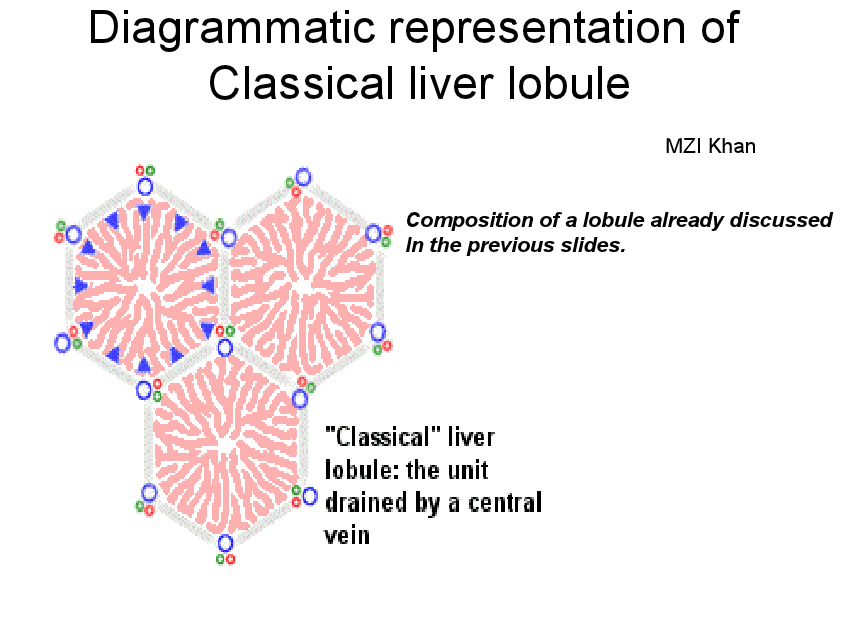 Diagrammatic representation of
Classical liver lobule
MZI Khan
Composition of a lobule already discussed
In the previous slides.
"Classical" liver
lobule: the unit
drained by a central
vein